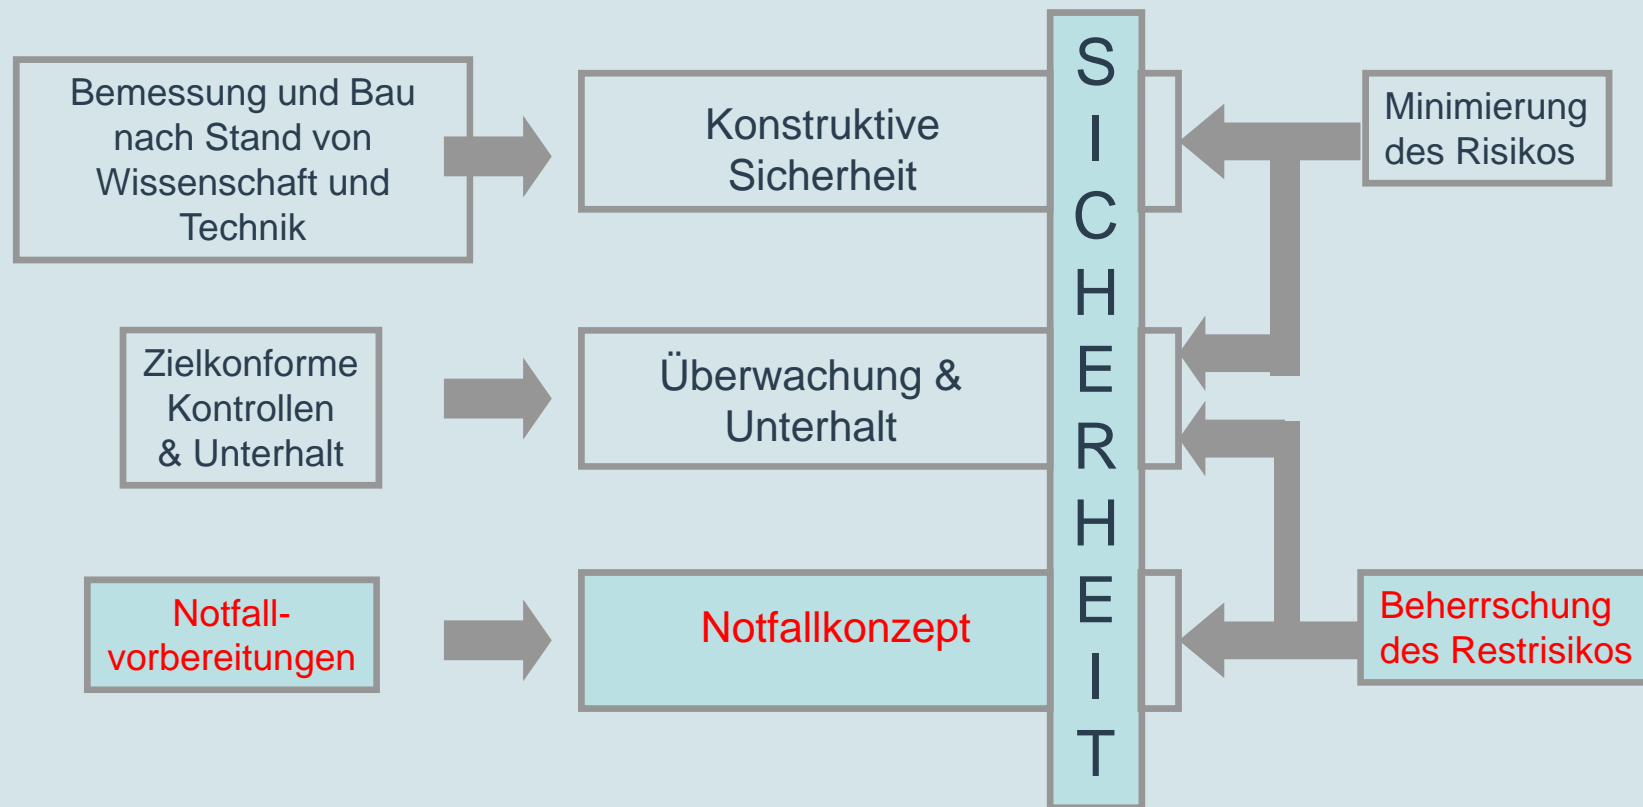 Bemessung und Bau
nach Stand von
Wissenschaft und
Technik
Konstruktive
Sicherheit
S
I
C
H
E
R
H
E
I
T
Minimierung
des Risikos
Zielkonforme
Kontrollen
& Unterhalt
Überwachung &
Unterhalt
Notfall-
vorbereitungen
Notfallkonzept
Beherrschung
des Restrisikos